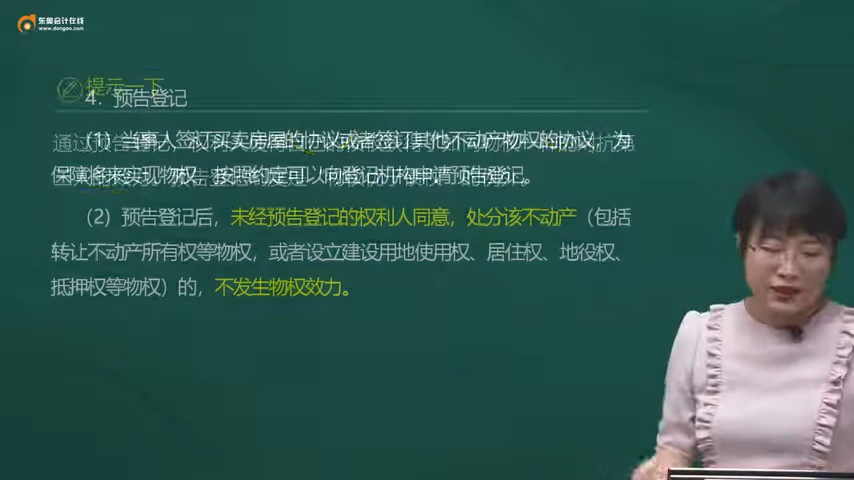 东奥会计在线
www.dongao.com
提示一下
4. 预告登记
（1）当事人签订买卖房屋的协议或者签订其他不动产物权的协议，为
保障将来实现物权，按照约定可以向登记机构申请预告登记。
（2）预告登记后，未经预告登记的权利人同意，处分该不动产（包括
转让不动产所有权等物权，或者设立建设用地使用权、居住权、地役权、
抵押权等物权）的，不发生物权效力。